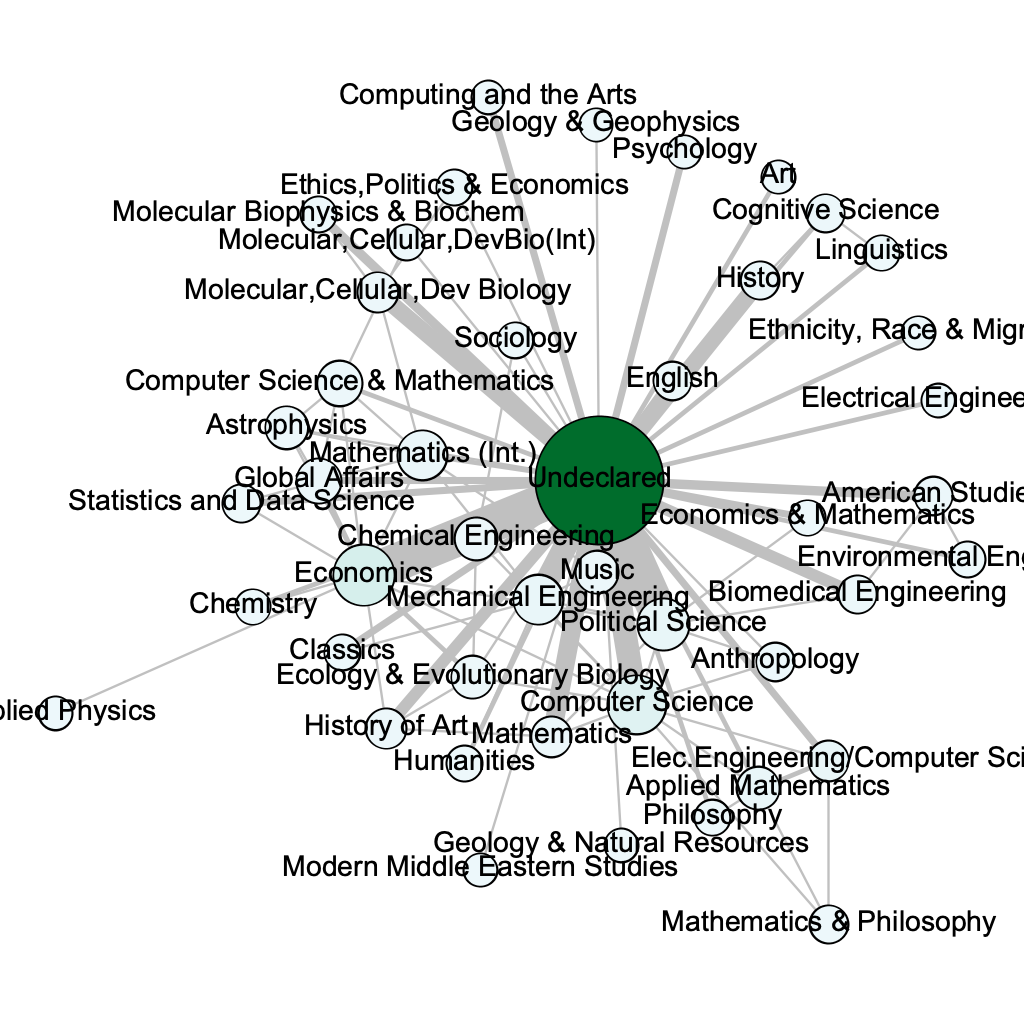 Computing and the Arts
Geology & Geophysics
Psychology
Art
Ethics,Politics & Economics
Molecular Biophysics & Biochem
Cognitive Science
Molecular,Cellular,DevBio(Int)
Linguistics
History
Molecular,Cellular,Dev Biology
Ethnicity, Race & Migr
Sociology
English
Computer Science & Mathematics
Electrical Enginee
Astrophysics
Mathematics (Int.)
Global Affairs
Undeclared
American Studie
Statistics and Data Science
Economics & Mathematics
Chemical Engineering
Environmental Eng
Music
Economics
Biomedical Engineering
Mechanical Engineering
Chemistry
Political Science
Classics
Anthropology
Ecology & Evolutionary Biology
Computer Science
plied Physics
History of Art
Mathematics
Humanities
Elec.Engineering/Computer Sci
Applied Mathematics
Philosophy
Geology & Natural Resources
Modern Middle Eastern Studies
Mathematics & Philosophy